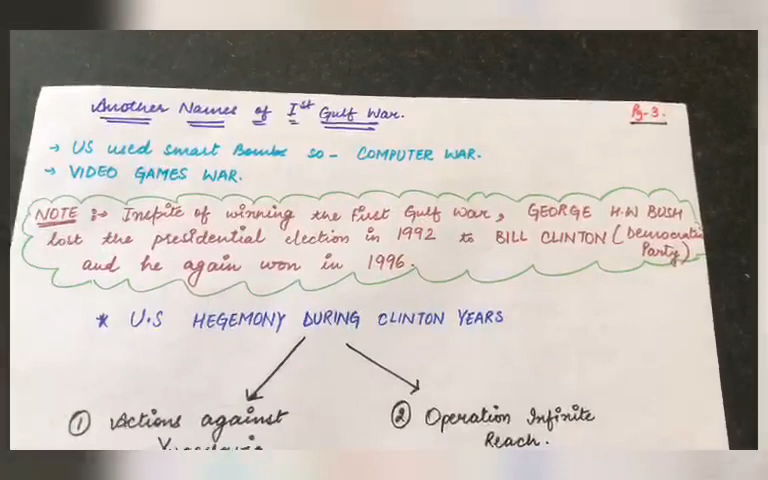 Another Names of Ist Gulf War.
Pg-3.
→ US used smart Bombs so - COMPUTER WAR.
→ VIDEO GAMES WAR.
NOTE :→ Inspite of winning the First Gulf War, GEORGE H.W BUSH
lost the presidential election in 1992 to BILL CLINTON (Democratic
Party)
and he again won in 1996.
* U.S HEGEMONY DURING CLINTON YEARS
① Actions against
② Operation Infinite
Reach.